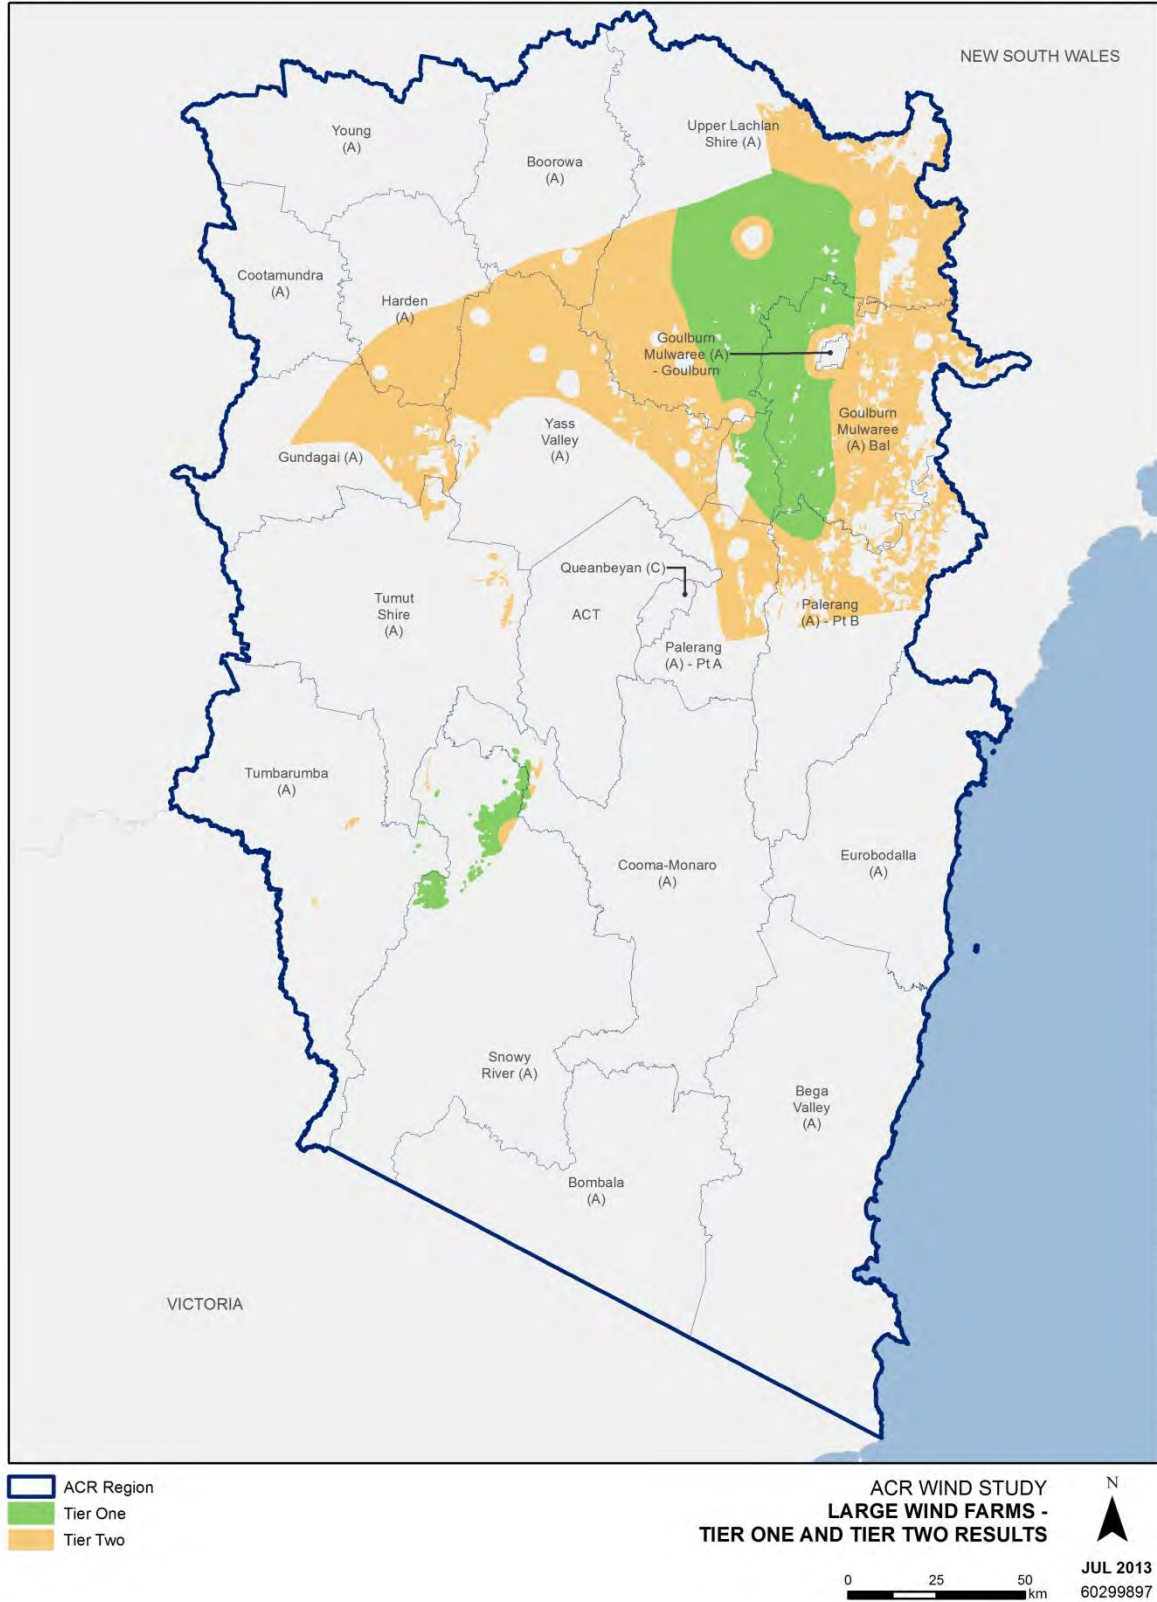 NEW SOUTH WALES
Upper Lachlan
Shire (A)
Young
(A)
Boorowa
(A)
Cootamundra
(A)
Harden
(A)
Goulburn
Mulwaree (A)
- Goulburn
Goulburn
Mulwaree
(A) Bal
Yass
Valley
(A)
Gundagai (A)
Queanbeyan (C)
Tumut
Shire
(A)
ACT
Palerang
(A) - Pt B
Palerang
(A) - Pt A
Tumbarumba
(A)
Cooma-Monaro
(A)
Eurobodalla
(A)
Snowy
River (A)
Bega
Valley
(A)
Bombala
(A)
VICTORIA
ACR Region
Tier One
Tier Two
ACR WIND STUDY
LARGE WIND FARMS -
TIER ONE AND TIER TWO RESULTS
N
0 25 50
km
JUL 2013
60299897